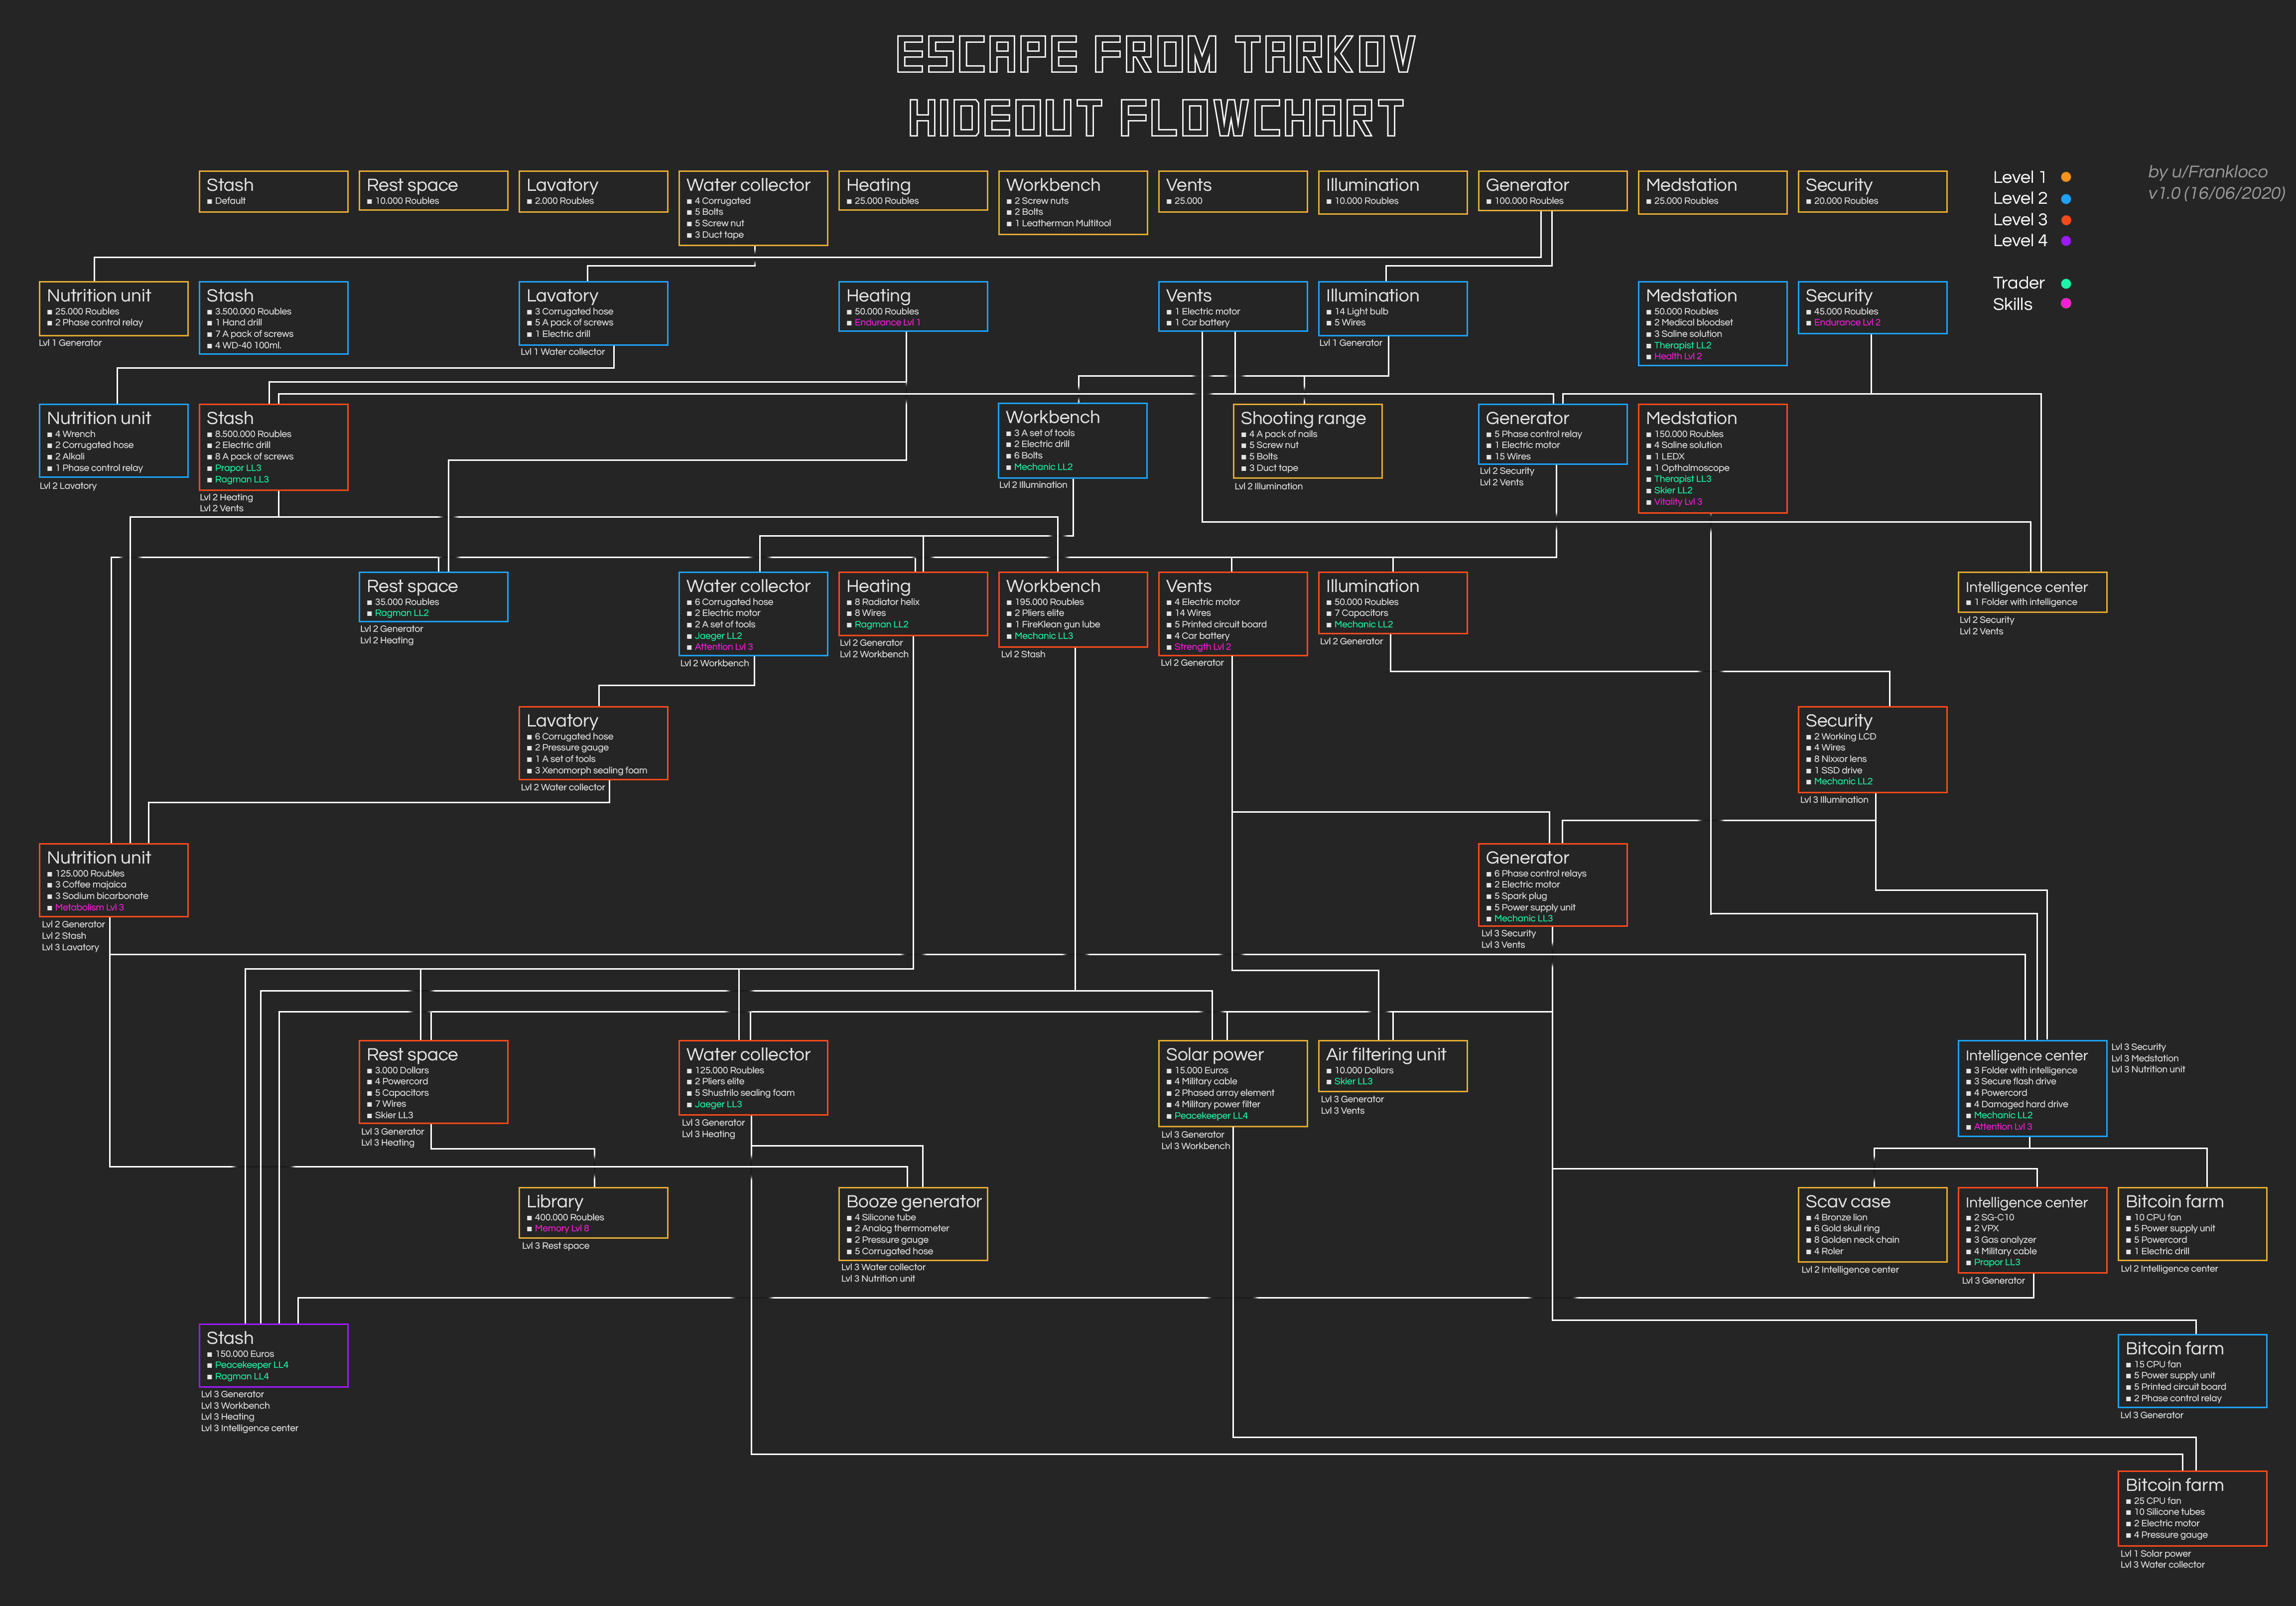 ESCAPE FROM TARKOV
HIDEOUT FLOWCHART
by u/Frankloco
v1.0 (16/06/2020)
Level 1
Level 2
Level 3
Level 4
Trader
Skills
Stash
Default
Rest space
10.000 Roubles
Lavatory
2.000 Roubles
Water collector
4 Corrugated
5 Bolts
5 Screw nut
3 Duct tape
Heating
25.000 Roubles
Workbench
2 Screw nuts
2 Bolts
1 Leatherman Multitool
Vents
25.000
Illumination
10.000 Roubles
Generator
100.000 Roubles
Medstation
25.000 Roubles
Security
20.000 Roubles
Nutrition unit
25.000 Roubles
2 Phase control relay
Lvl 1 Generator
Stash
3.500.000 Roubles
1 Hand drill
7 A pack of screws
4 WD-40 100ml.
Lavatory
3 Corrugated hose
5 A pack of screws
1 Electric drill
Lvl 1 Water collector
Heating
50.000 Roubles
Endurance Lvl 1
Vents
1 Electric motor
1 Car battery
Illumination
14 Light bulb
5 Wires
Lvl 1 Generator
Medstation
50.000 Roubles
2 Medical bloodset
3 Saline solution
Therapist LL2
Health Lvl 2
Security
45.000 Roubles
Endurance Lvl 2
Nutrition unit
4 Wrench
2 Corrugated hose
2 Alkali
1 Phase control relay
Lvl 2 Lavatory
Stash
8.500.000 Roubles
2 Electric drill
8 A pack of screws
Prapor LL3
Ragman LL3
Lvl 2 Heating
Lvl 2 Vents
Workbench
3 A set of tools
2 Electric drill
6 Bolts
Mechanic LL2
Lvl 2 Illumination
Shooting range
4 A pack of nails
5 Screw nut
5 Bolts
3 Duct tape
Lvl 2 Illumination
Generator
5 Phase control relay
1 Electric motor
15 Wires
Lvl 2 Security
Lvl 2 Vents
Medstation
150.000 Roubles
4 Saline solution
1 LEDX
1 Opthalmoscope
Therapist LL3
Skier LL2
Vitality Lvl 3
Rest space
35.000 Roubles
Ragman LL2
Lvl 2 Generator
Lvl 2 Heating
Water collector
6 Corrugated hose
2 Electric motor
2 A set of tools
Jaeger LL2
Attention Lvl 3
Lvl 2 Workbench
Heating
8 Radiator helix
8 Wires
Ragman LL2
Lvl 2 Generator
Lvl 2 Workbench
Workbench
195.000 Roubles
2 Pliers elite
1 FireKlean gun lube
Mechanic LL3
Lvl 2 Stash
Vents
4 Electric motor
14 Wires
5 Printed circuit board
4 Car battery
Strength Lvl 2
Lvl 2 Generator
Illumination
50.000 Roubles
7 Capacitors
Mechanic LL2
Lvl 2 Generator
Intelligence center
1 Folder with intelligence
Lvl 2 Security
Lvl 2 Vents
Lavatory
6 Corrugated hose
2 Pressure gauge
1 A set of tools
3 Xenomorph sealing foam
Lvl 2 Water collector
Security
2 Working LCD
4 Wires
8 Nixxor lens
1 SSD drive
Mechanic LL2
Lvl 3 Illumination
Nutrition unit
125.000 Roubles
3 Coffee majaica
3 Sodium bicarbonate
Metabolism Lvl 3
Lvl 2 Generator
Lvl 2 Stash
Lvl 3 Lavatory
Generator
6 Phase control relays
2 Electric motor
5 Spark plug
5 Power supply unit
Mechanic LL3
Lvl 3 Security
Lvl 3 Vents
Rest space
3.000 Dollars
4 Powercord
5 Capacitors
7 Wires
Skier LL3
Lvl 3 Generator
Lvl 3 Heating
Water collector
125.000 Roubles
2 Pliers elite
5 Shustrilo sealing foam
Jaeger LL3
Lvl 3 Generator
Lvl 3 Heating
Solar power
15.000 Euros
4 Military cable
2 Phased array element
4 Military power filter
Peacekeeper LL4
Lvl 3 Generator
Lvl 3 Workbench
Air filtering unit
10.000 Dollars
Skier LL3
Lvl 3 Generator
Lvl 3 Vents
Intelligence center
3 Folder with intelligence
3 Secure flash drive
4 Powercord
4 Damaged hard drive
Mechanic LL2
Attention Lvl 3
Lvl 3 Security
Lvl 3 Medstation
Lvl 3 Nutrition unit
Library
400.000 Roubles
Memory Lvl 8
Lvl 3 Rest space
Booze generator
4 Silicone tube
2 Analog thermometer
2 Pressure gauge
5 Corrugated hose
Lvl 3 Water collector
Lvl 3 Nutrition unit
Scav case
4 Bronze lion
6 Gold skull ring
8 Golden neck chain
4 Roler
Lvl 2 Intelligence center
Intelligence center
2 SG-C10
2 VPX
3 Gas analyzer
4 Military cable
Prapor LL3
Lvl 3 Generator
Bitcoin farm
10 CPU fan
5 Power supply unit
5 Powercord
1 Electric drill
Lvl 2 Intelligence center
Stash
150.000 Euros
Peacekeeper LL4
Ragman LL4
Lvl 3 Generator
Lvl 3 Workbench
Lvl 3 Heating
Lvl 3 Intelligence center
Bitcoin farm
15 CPU fan
5 Power supply unit
5 Printed circuit board
2 Phase control relay
Lvl 3 Generator
Bitcoin farm
25 CPU fan
10 Silicone tubes
2 Electric motor
4 Pressure gauge
Lvl 1 Solar power
Lvl 3 Water collector